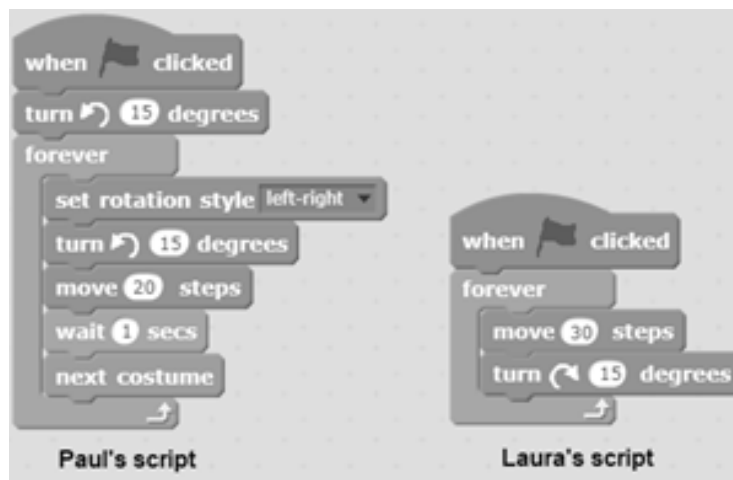 when clicked
turn 15 degrees
forever
set rotation style left-right
turn 15 degrees
move 20 steps
wait 1 secs
next costume
Paul's script
when clicked
forever
move 30 steps
turn 15 degrees
Laura's script